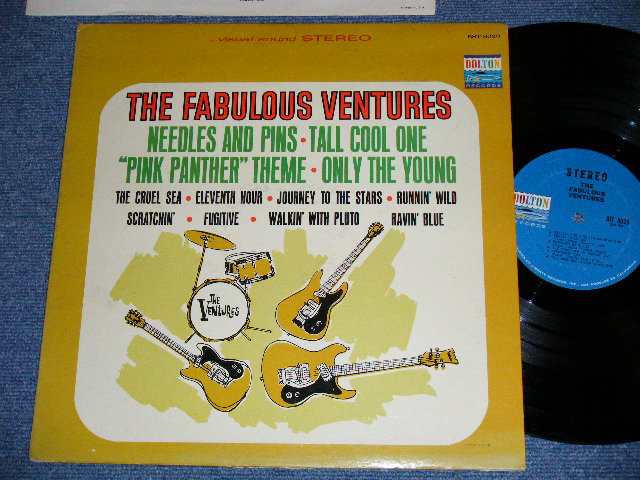 ...visual sound STEREO
BST 8029
DOLTON
RECORDS
THE FABULOUS VENTURES
NEEDLES AND PINS • TALL COOL ONE
"PINK PANTHER" THEME • ONLY THE YOUNG
THE CRUEL SEA • ELEVENTH HOUR • JOURNEY TO THE STARS • RUNNIN' WILD
SCRATCHIN' • FUGITIVE • WALKIN' WITH PLUTO • RAVIN' BLUE
THE
VENTURES
STEREO
THE
FABULOUS
VENTURES
DOLTON